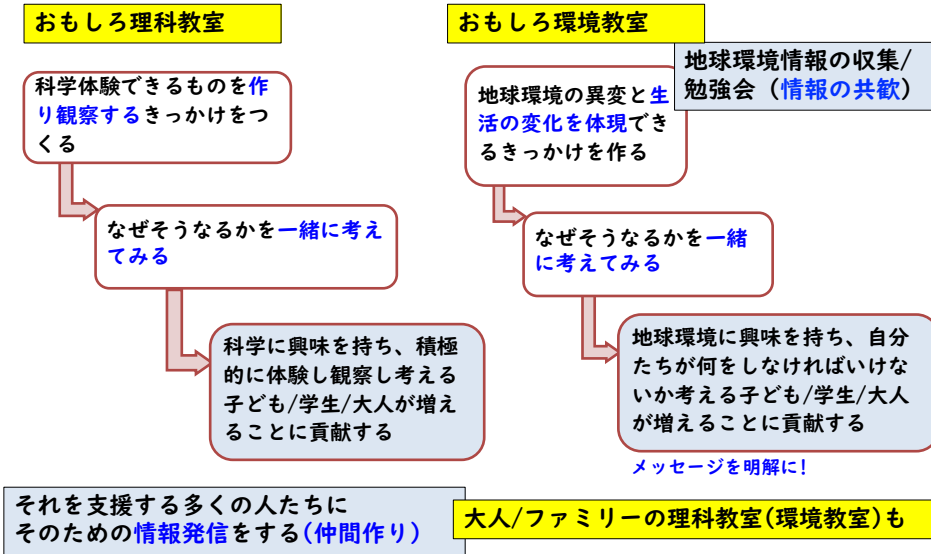 おもしろ理科教室
科学体験できるものを作
り観察するきっかけをつ
くる
なぜそうなるかを一緒に考え
てみる
科学に興味を持ち、積極
的に体験し観察し考える
子ども/学生/大人が増え
ることに貢献する
それを支援する多くの人たちに
そのための情報発信をする(仲間作り)
おもしろ環境教室
地球環境情報の収集/
勉強会（情報の共歓）
地球環境の異変と生
活の変化を体現でき
るきっかけを作る
なぜそうなるかを一緒
に考えてみる
地球環境に興味を持ち、自分
たちが何をしなければいけな
いか考える子ども/学生/大人
が増えることに貢献する
メッセージを明解に!
大人/ファミリーの理科教室(環境教室)も